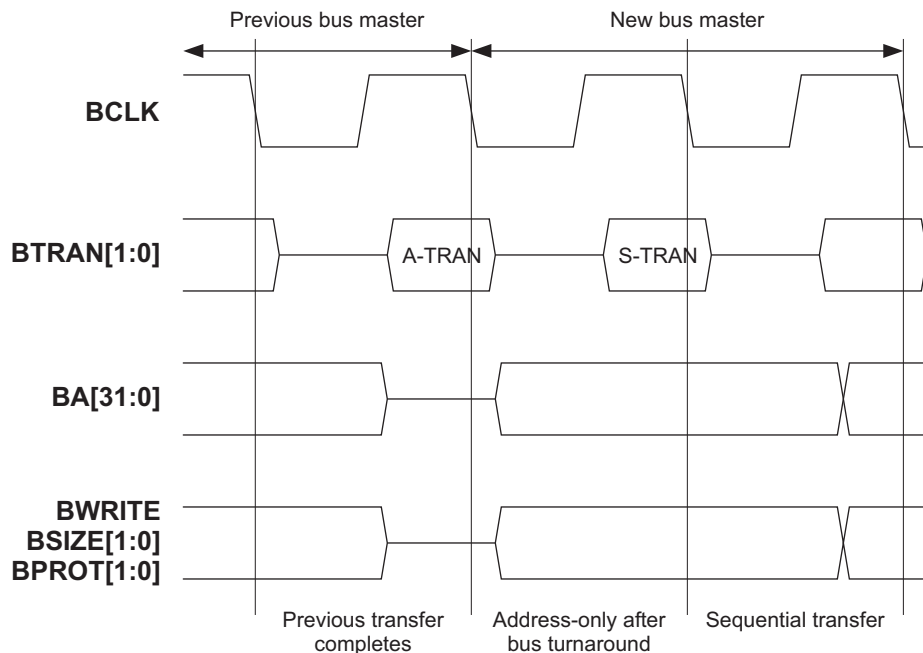 Previous bus master
New bus master
BCLK
BTRAN[1:0]
A-TRAN
S-TRAN
BA[31:0]
BWRITE
BSIZE[1:0]
BPROT[1:0]
Previous transfer
completes
Address-only after
bus turnaround
Sequential transfer